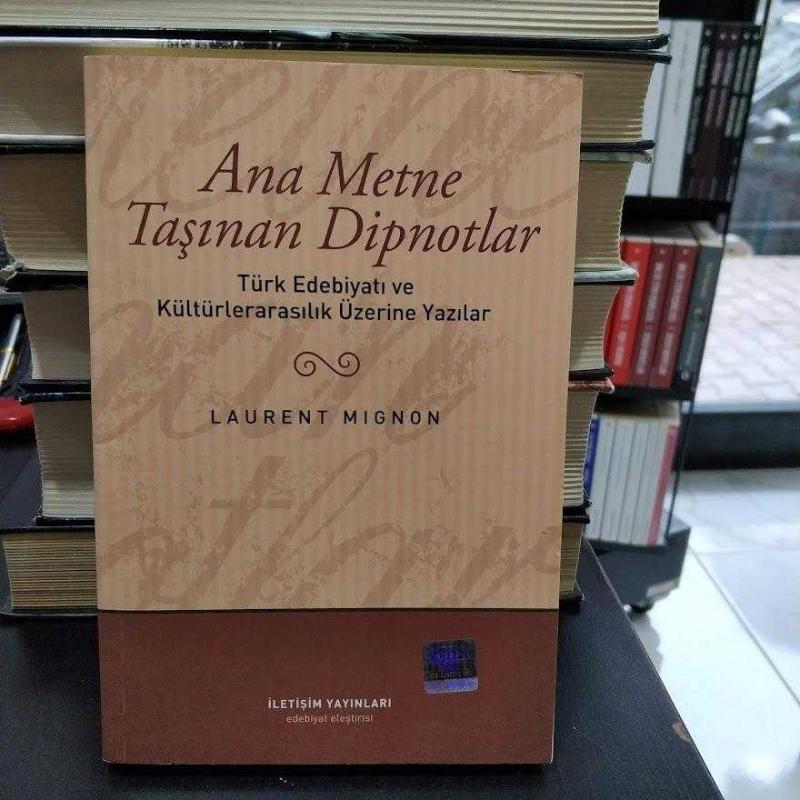 Ana Metne
Taşınan Dipnotlar
Türk Edebiyatı ve
Kültürlerarasılık Üzerine Yazılar
LAURENT MIGNON
İLETİŞİM YAYINLARI
edebiyat eleştirisi